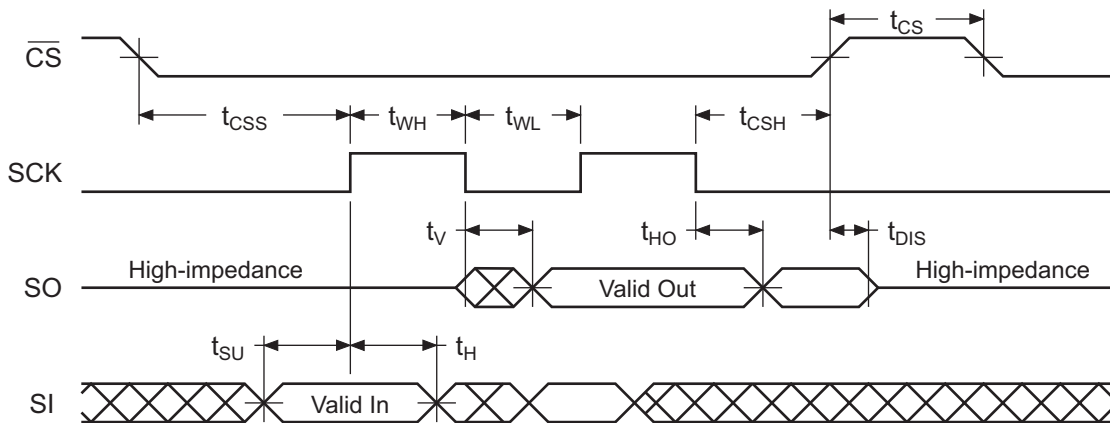 t_CS
C̅S̅
t_CSS t_WH t_WL t_CSH
SCK
t_V t_HO t_DIS
High-impedance Valid Out High-impedance
SO
t_SU t_H
SI Valid In